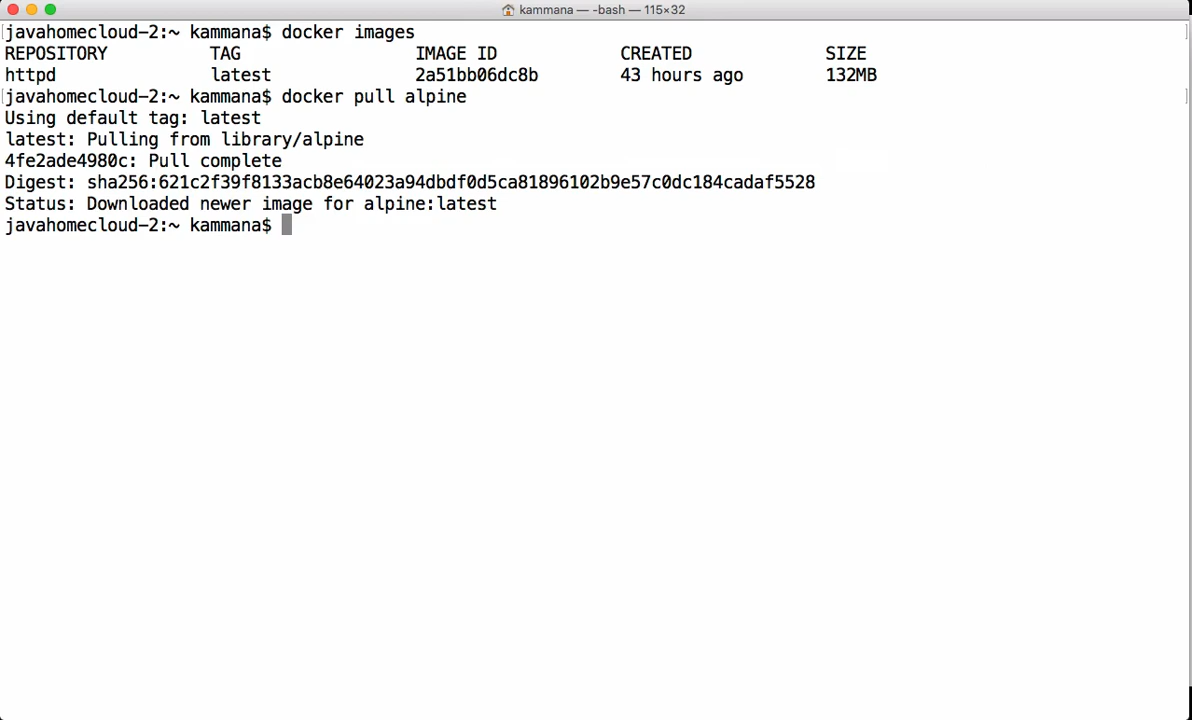 kammana — -bash — 115×32
javahomecloud-2:~ kammana$ docker images
REPOSITORY TAG IMAGE ID CREATED SIZE
httpd latest 2a51bb06dc8b 43 hours ago 132MB
javahomecloud-2:~ kammana$ docker pull alpine
Using default tag: latest
latest: Pulling from library/alpine
4fe2ade4980c: Pull complete
Digest: sha256:621c2f39f8133acb8e64023a94dbdf0d5ca81896102b9e57c0dc184cadaf5528
Status: Downloaded newer image for alpine:latest
javahomecloud-2:~ kammana$